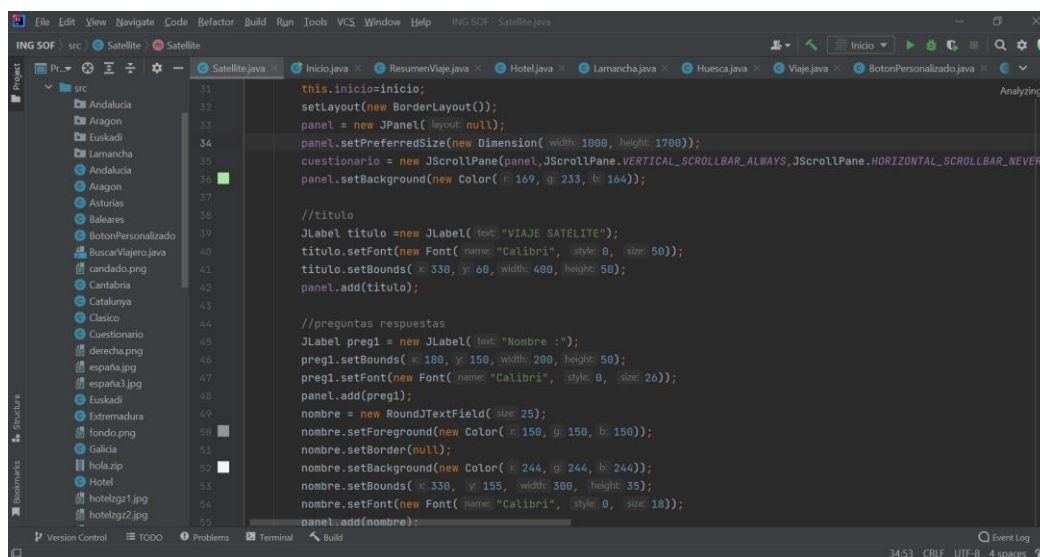 File Edit View Navigate Code Refactor Build Run Tools VCS Window Help ING SOF - Satellite.java
ING SOF src Satellite Satellite Inicio
Pr... Satellite.java Inicio.java ResumenViaje.java Hotel.java Lamancha.java Huesca.java Viaje.java BotonPersonalizado.java
Project
src
Andalucia
Aragon
Euskadi
Lamancha
Andalucia
Aragon
Asturias
Baleares
BotonPersonalizado
BuscarViajero.java
candado.png
Cantabria
Catalunya
Clasico
Cuestionario
derecha.png
españa.jpg
españa3.jpg
Euskadi
Extremadura
fondo.png
Galicia
hola.zip
Hotel
hotelzgz1.jpg
hotelzgz2.jpg
Structure
Bookmarks
Analyzing
31 this.inicio=inicio;
32 setLayout(new BorderLayout());
33 panel = new JPanel( layout: null);
34 panel.setPreferredSize(new Dimension( width: 1000, height: 1700));
35 cuestionario = new JScrollPane(panel,JScrollPane.VERTICAL_SCROLLBAR_ALWAYS,JScrollPane.HORIZONTAL_SCROLLBAR_NEVER
36 panel.setBackground(new Color( r: 169, g: 233, b: 164));
37
38 //titulo
39 JLabel titulo =new JLabel( text: "VIAJE SATELITE");
40 titulo.setFont(new Font( name: "Calibri", style: 0, size: 50));
41 titulo.setBounds( x: 330, y: 60, width: 400, height: 50);
42 panel.add(titulo);
43
44 //preguntas respuestas
45 JLabel preg1 = new JLabel( text: "Nombre :");
46 preg1.setBounds( x: 180, y: 150, width: 200, height: 50);
47 preg1.setFont(new Font( name: "Calibri", style: 0, size: 26));
48 panel.add(preg1);
49 nombre = new RoundJTextField( size: 25);
50 nombre.setForeground(new Color( r: 150, g: 150, b: 150));
51 nombre.setBorder(null);
52 nombre.setBackground(new Color( r: 244, g: 244, b: 244));
53 nombre.setBounds( x: 330, y: 155, width: 300, height: 35);
54 nombre.setFont(new Font( name: "Calibri", style: 0, size: 18));
55 panel.add(nombre);
Version Control TODO Problems Terminal Build Event Log
34:53 CRLF UTF-8 4 spaces